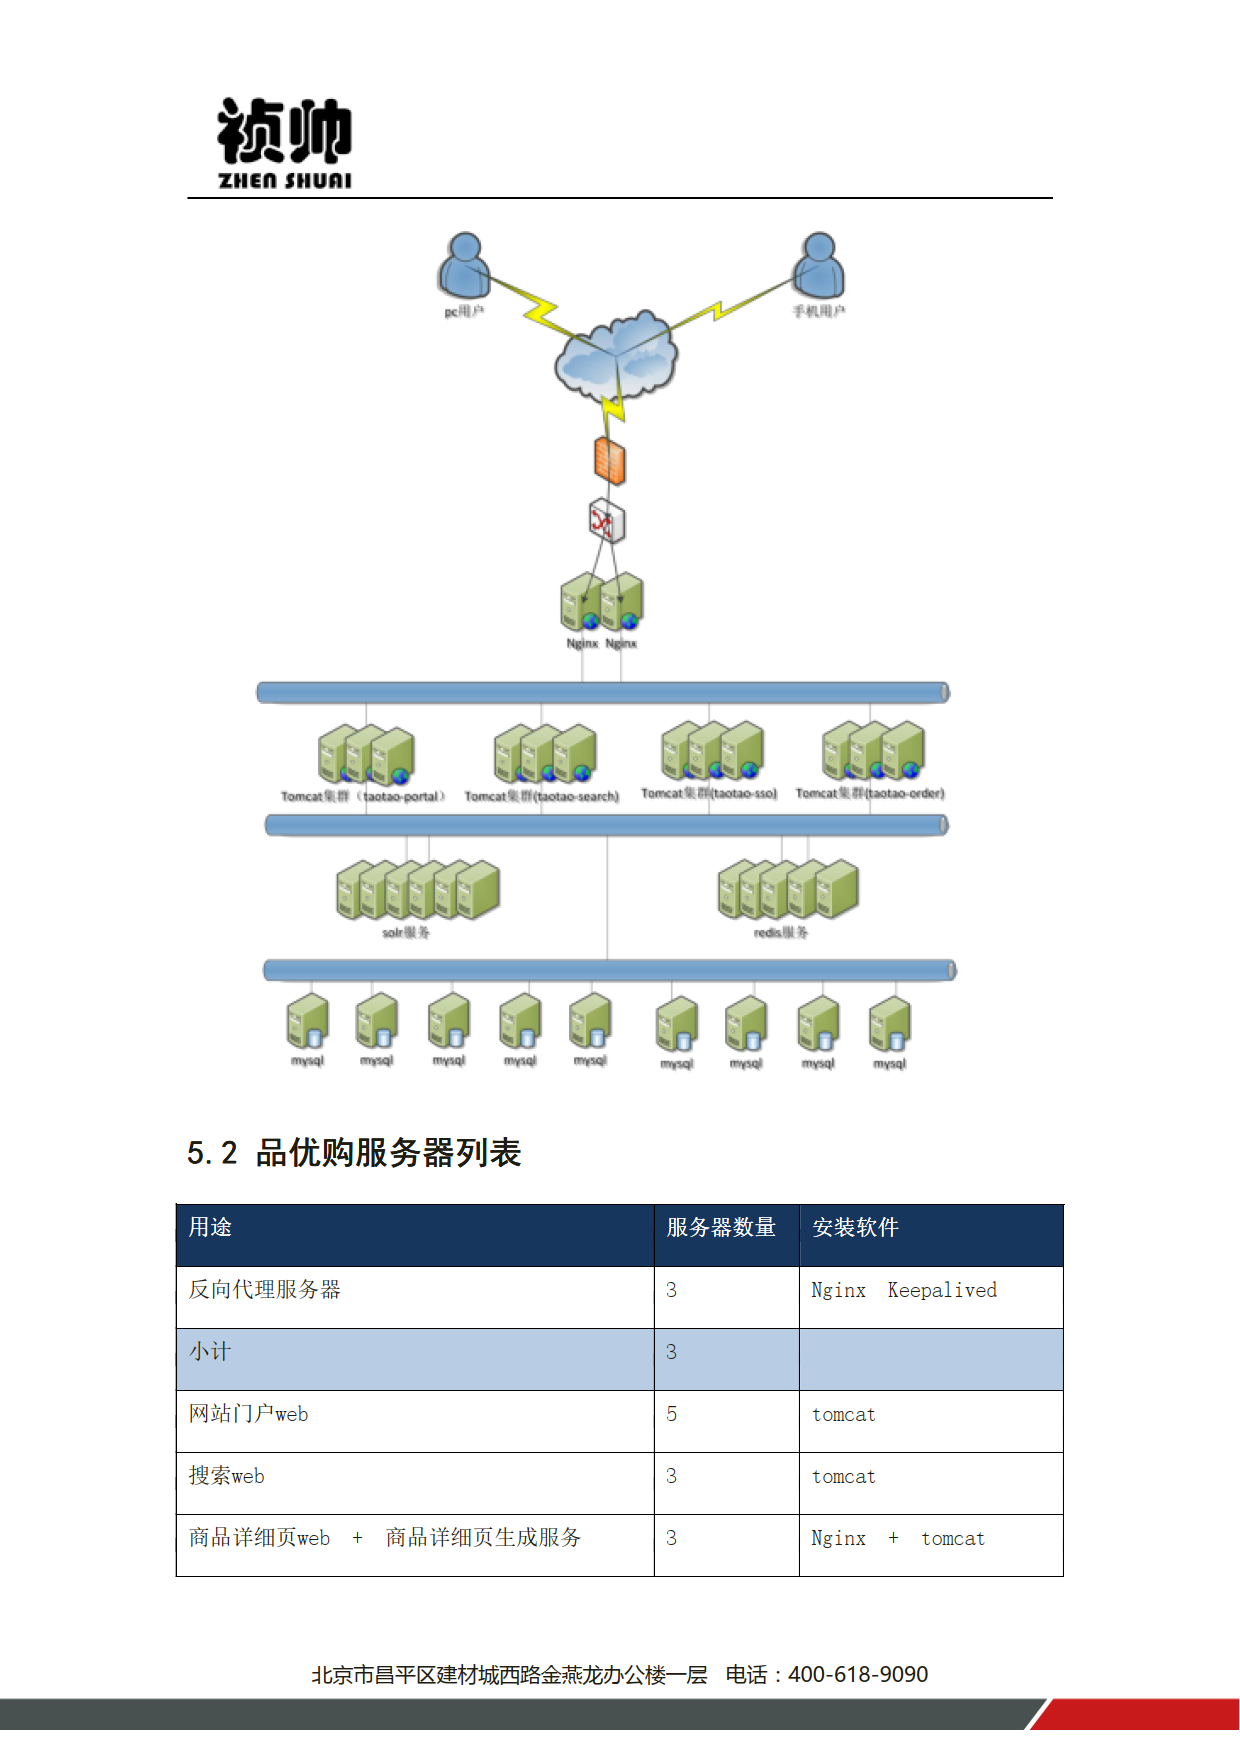 祯帅
ZHEN SHUAI
pc用户 手机用户
Nginx Nginx
Tomcat集群（taotao-portal） Tomcat集群(taotao-search) Tomcat集群(taotao-sso) Tomcat集群(taotao-order)
solr服务 redis服务
mysql mysql mysql mysql mysql mysql mysql mysql mysql
5.2 品优购服务器列表
用途 服务器数量 安装软件
反向代理服务器 3 Nginx Keepalived
小计 3
网站门户web 5 tomcat
搜索web 3 tomcat
商品详细页web + 商品详细页生成服务 3 Nginx + tomcat
北京市昌平区建材城西路金燕龙办公楼一层 电话：400-618-9090